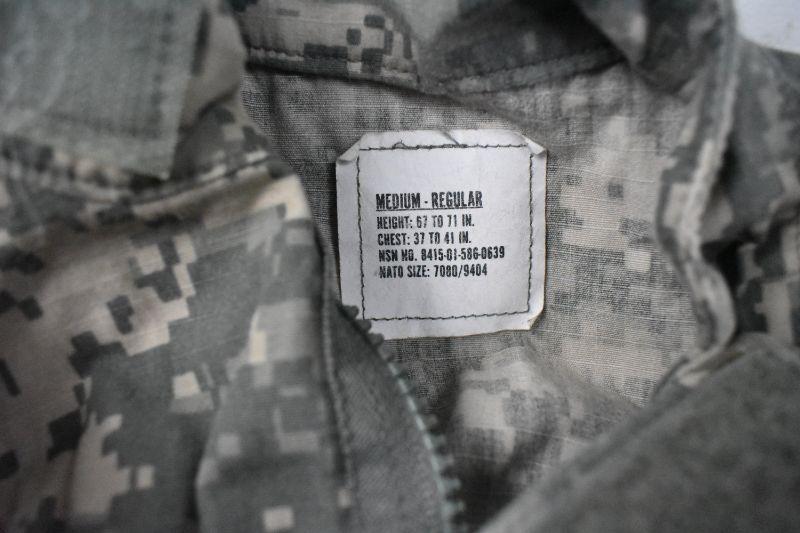 MEDIUM - REGULAR
HEIGHT: 67 TO 71 IN.
CHEST: 37 TO 41 IN.
NSN NO. 8415-01-586-0639
NATO SIZE: 7080/9404